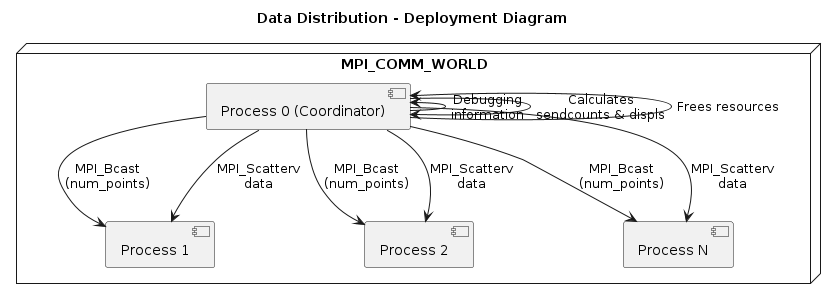 Data Distribution - Deployment Diagram
MPI_COMM_WORLD
Process 0 (Coordinator)
Debugging
information
Calculates
sendcounts & displs
Frees resources
MPI_Bcast
(num_points)
MPI_Scatterv
data
MPI_Bcast
(num_points)
MPI_Scatterv
data
MPI_Bcast
(num_points)
MPI_Scatterv
data
Process 1
Process 2
Process N